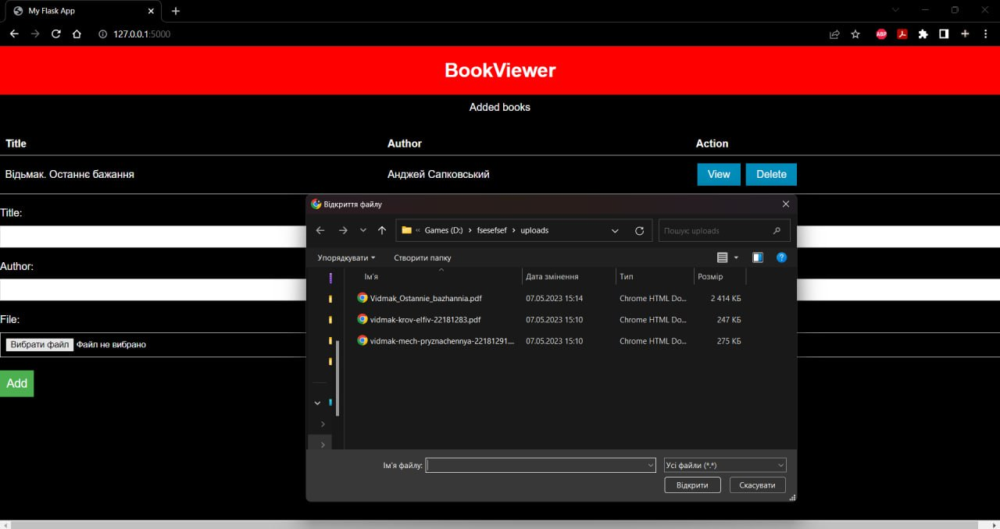 My Flask App
127.0.0.1:5000
ABP
BookViewer
Added books
Title Author Action
Відьмак. Останнє бажання Анджей Сапковський View Delete
Title:
Author:
File:
Вибрати файл Файл не вибрано
Add
Відкриття файлу
« Games (D:) › fsesefsef › uploads
Пошук: uploads
Упорядкувати Створити папку
Ім'я Дата змінення Тип Розмір
Vidmak_Ostannie_bazhannia.pdf 07.05.2023 15:14 Chrome HTML Do... 2 414 КБ
vidmak-krov-elfiv-22181283.pdf 07.05.2023 15:10 Chrome HTML Do... 247 КБ
vidmak-mech-pryznachennya-22181291.... 07.05.2023 15:10 Chrome HTML Do... 275 КБ
Ім'я файлу: Усі файли (*.*)
Відкрити Скасувати